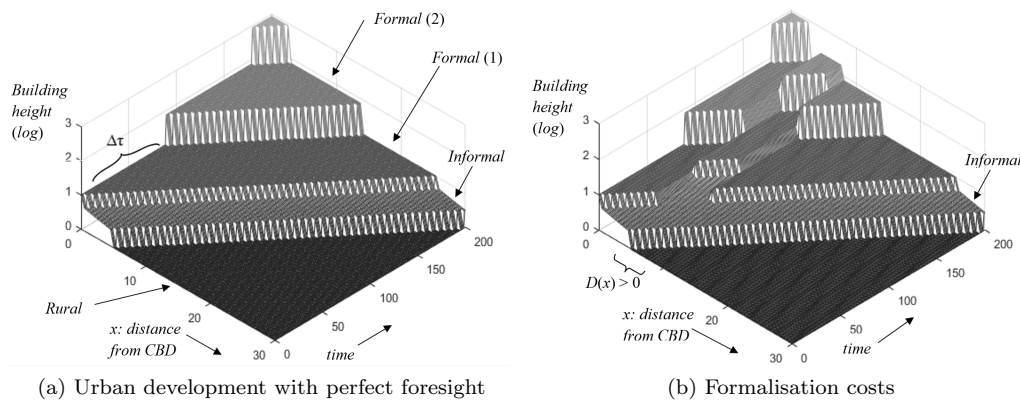 Formal (2)
Formal (1)
Building
height
(log)
3
Δτ
2
Informal
1
0
0
200
10
150
100
Rural
20
50
x: distance
from CBD
time
30
0
(a) Urban development with perfect foresight
Building
height
(log)
3
2
Informal
1
0
0
200
150
D(x) > 0
100
20
50
x: distance
from CBD
time
30
0
(b) Formalisation costs